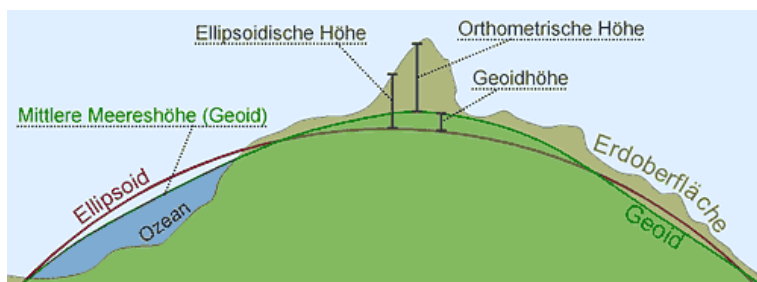 Ellipsoidische Höhe
Orthometrische Höhe
Geoidhöhe
Mittlere Meereshöhe (Geoid)
Ellipsoid
Ozean
Erdoberfläche
Geoid